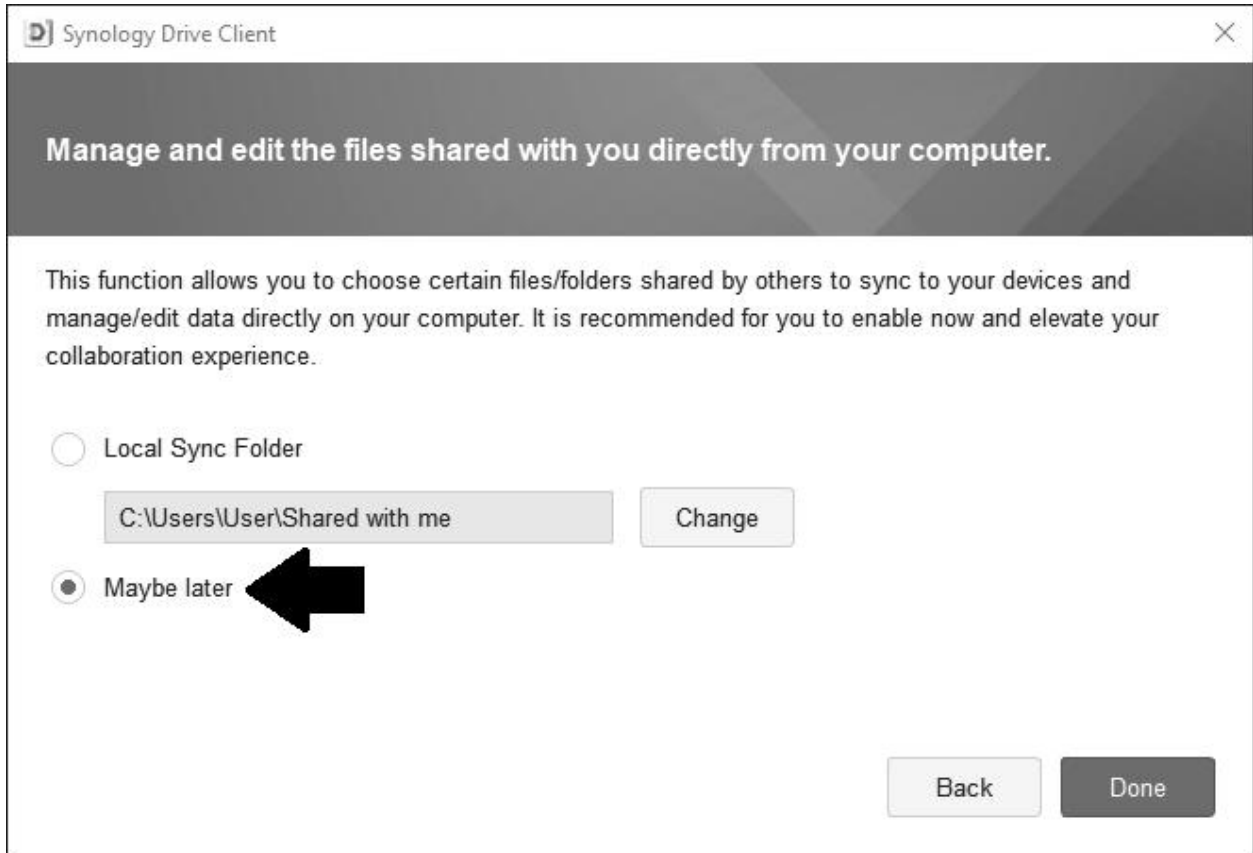 Synology Drive Client
Manage and edit the files shared with you directly from your computer.
This function allows you to choose certain files/folders shared by others to sync to your devices and
manage/edit data directly on your computer. It is recommended for you to enable now and elevate your
collaboration experience.
Local Sync Folder
C:\Users\User\Shared with me
Change
Maybe later
Back
Done